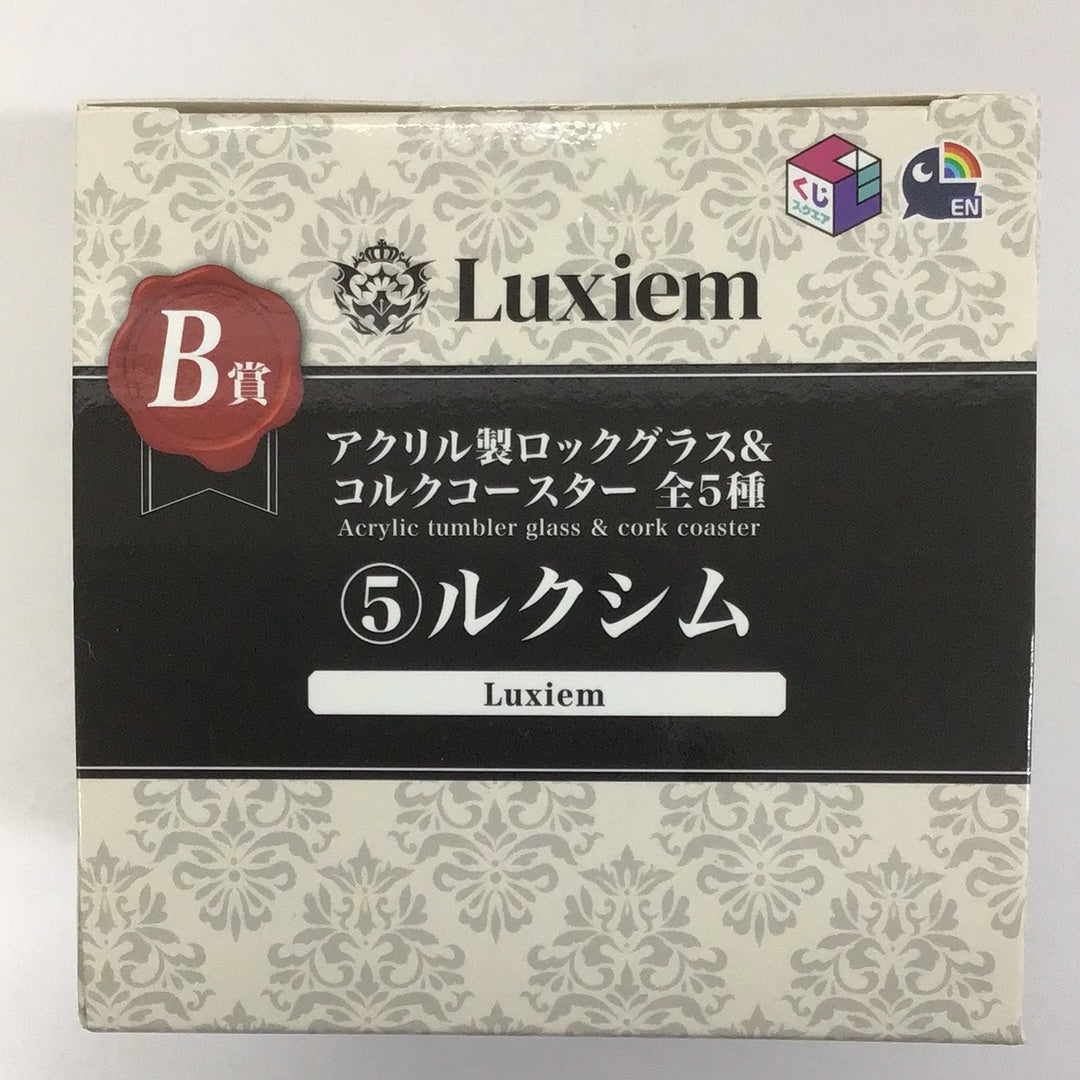 くじ
スクエア
EN
Luxiem
B賞
アクリル製ロックグラス&
コルクコースター 全5種
Acrylic tumbler glass & cork coaster
⑤ルクシム
Luxiem